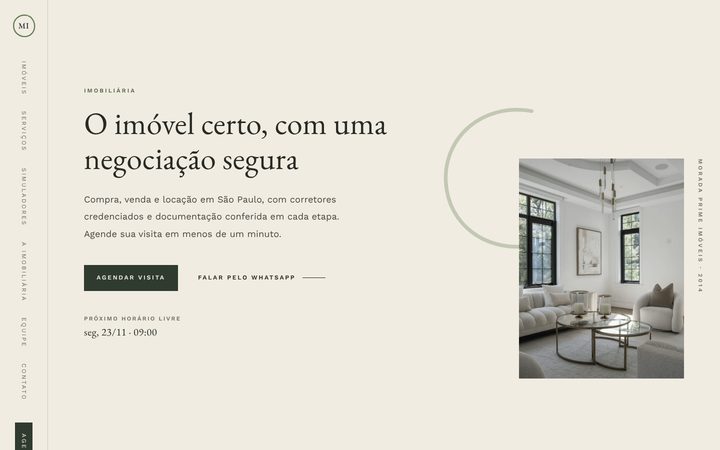 MI
IMÓVEIS
SERVIÇOS
SIMULADORES
A IMOBILIÁRIA
EQUIPE
CONTATO
AGE
IMOBILIÁRIA
O imóvel certo, com uma
negociação segura
Compra, venda e locação em São Paulo, com corretores
credenciados e documentação conferida em cada etapa.
Agende sua visita em menos de um minuto.
AGENDAR VISITA
FALAR PELO WHATSAPP
PRÓXIMO HORÁRIO LIVRE
seg, 23/11 · 09:00
MORADA PRIME IMÓVEIS · 2014